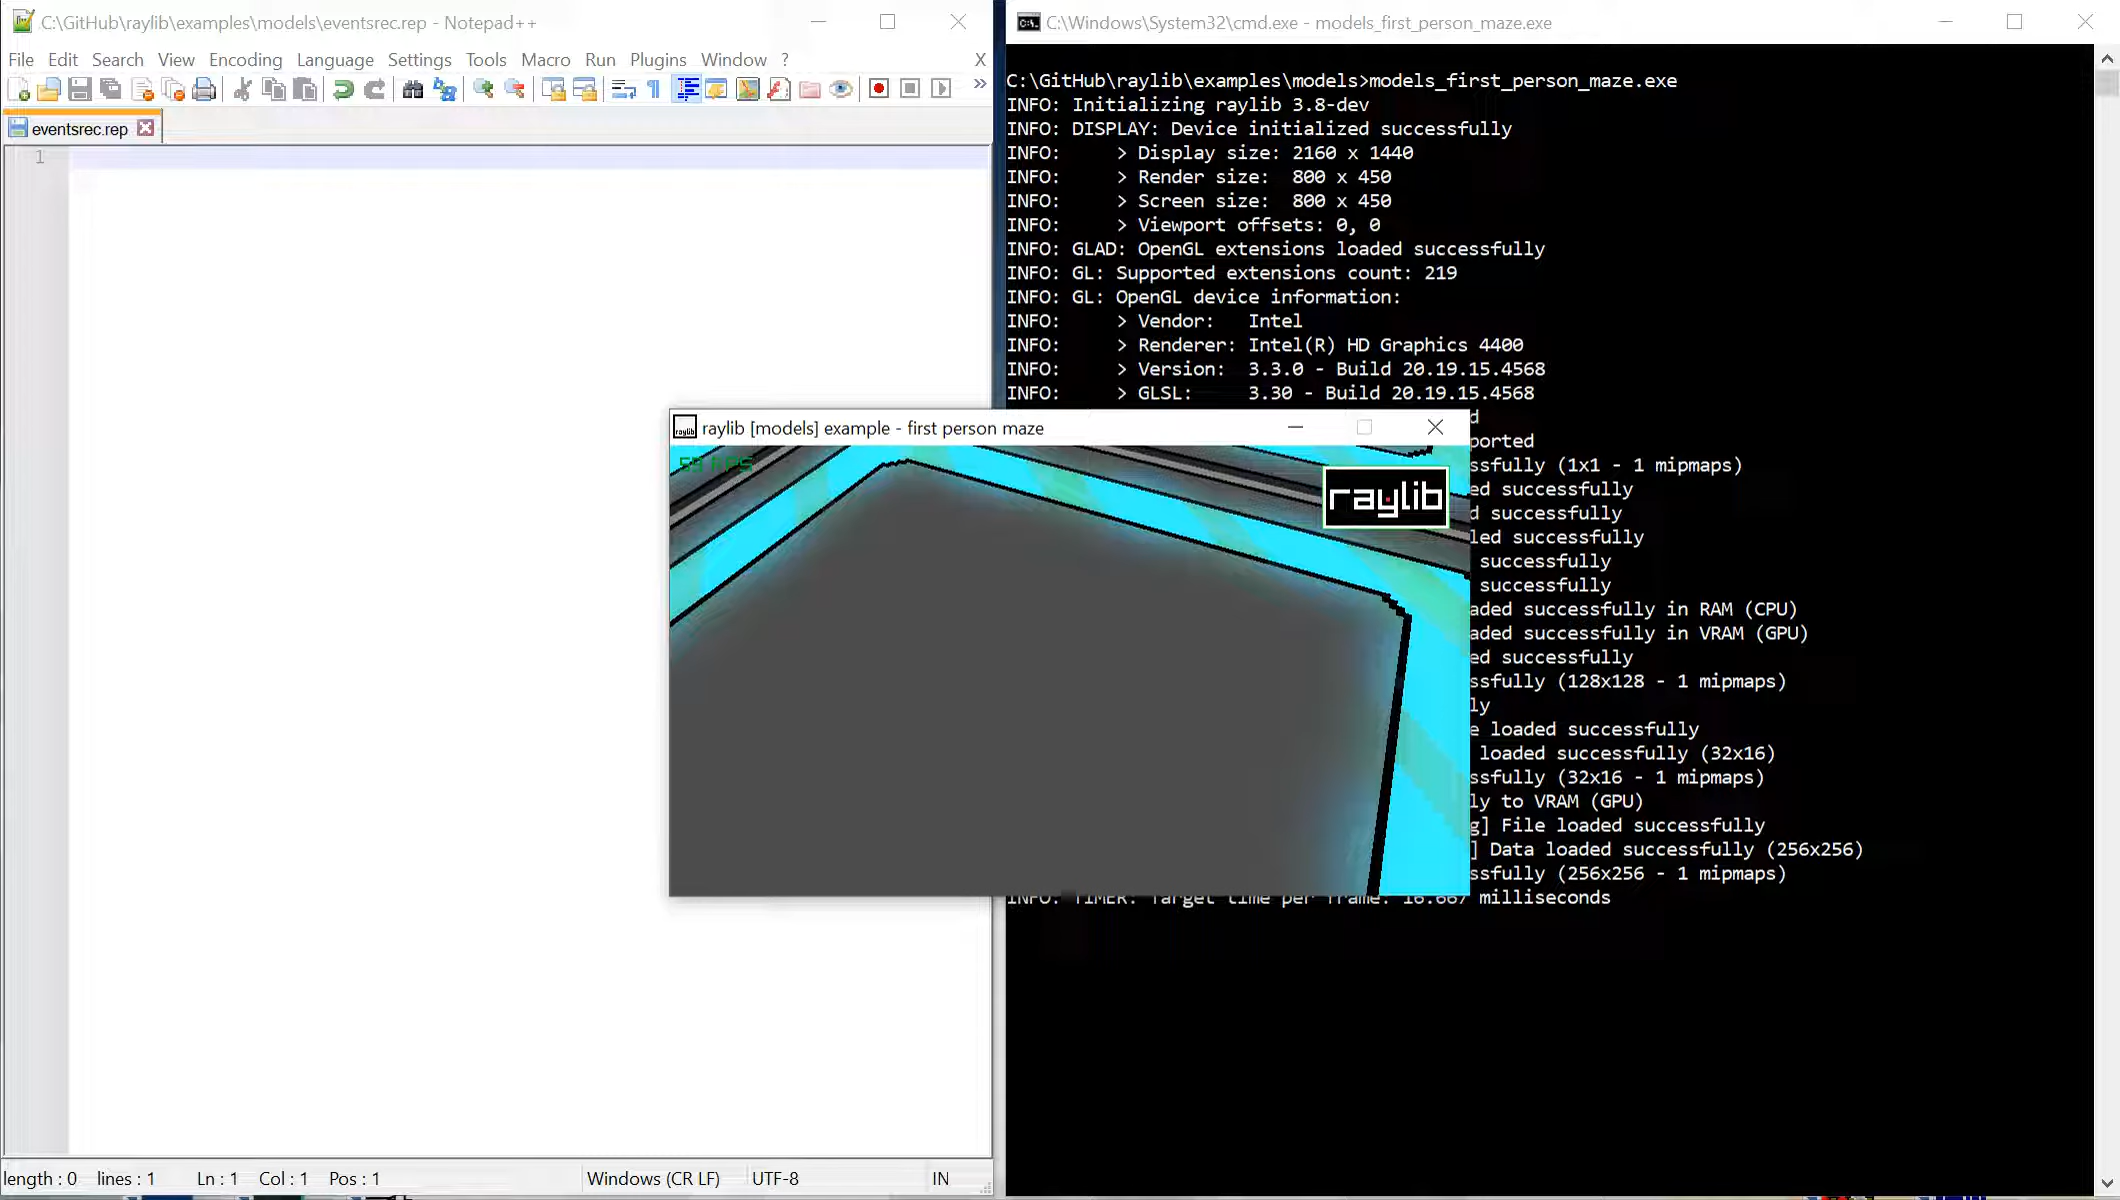 C:\GitHub\raylib\examples\models\eventsrec.rep - Notepad++
File Edit Search View Encoding Language Settings Tools Macro Run Plugins Window ? X
eventsrec.rep
1
length : 0 lines : 1 Ln : 1 Col : 1 Pos : 1 Windows (CR LF) UTF-8 IN
C:\Windows\System32\cmd.exe - models_first_person_maze.exe
C:\GitHub\raylib\examples\models>models_first_person_maze.exe
INFO: Initializing raylib 3.8-dev
INFO: DISPLAY: Device initialized successfully
INFO: > Display size: 2160 x 1440
INFO: > Render size: 800 x 450
INFO: > Screen size: 800 x 450
INFO: > Viewport offsets: 0, 0
INFO: GLAD: OpenGL extensions loaded successfully
INFO: GL: Supported extensions count: 219
INFO: GL: OpenGL device information:
INFO: > Vendor: Intel
INFO: > Renderer: Intel(R) HD Graphics 4400
INFO: > Version: 3.3.0 - Build 20.19.15.4568
INFO: > GLSL: 3.30 - Build 20.19.15.4568
d
ported
ssfully (1x1 - 1 mipmaps)
ed successfully
d successfully
led successfully
successfully
successfully
aded successfully in RAM (CPU)
aded successfully in VRAM (GPU)
ed successfully
ssfully (128x128 - 1 mipmaps)
ly
e loaded successfully
loaded successfully (32x16)
ssfully (32x16 - 1 mipmaps)
ly to VRAM (GPU)
g] File loaded successfully
] Data loaded successfully (256x256)
ssfully (256x256 - 1 mipmaps)
INFO: TIMER: Target time per frame: 16.667 milliseconds
raylib [models] example - first person maze
59 FPS
raylib